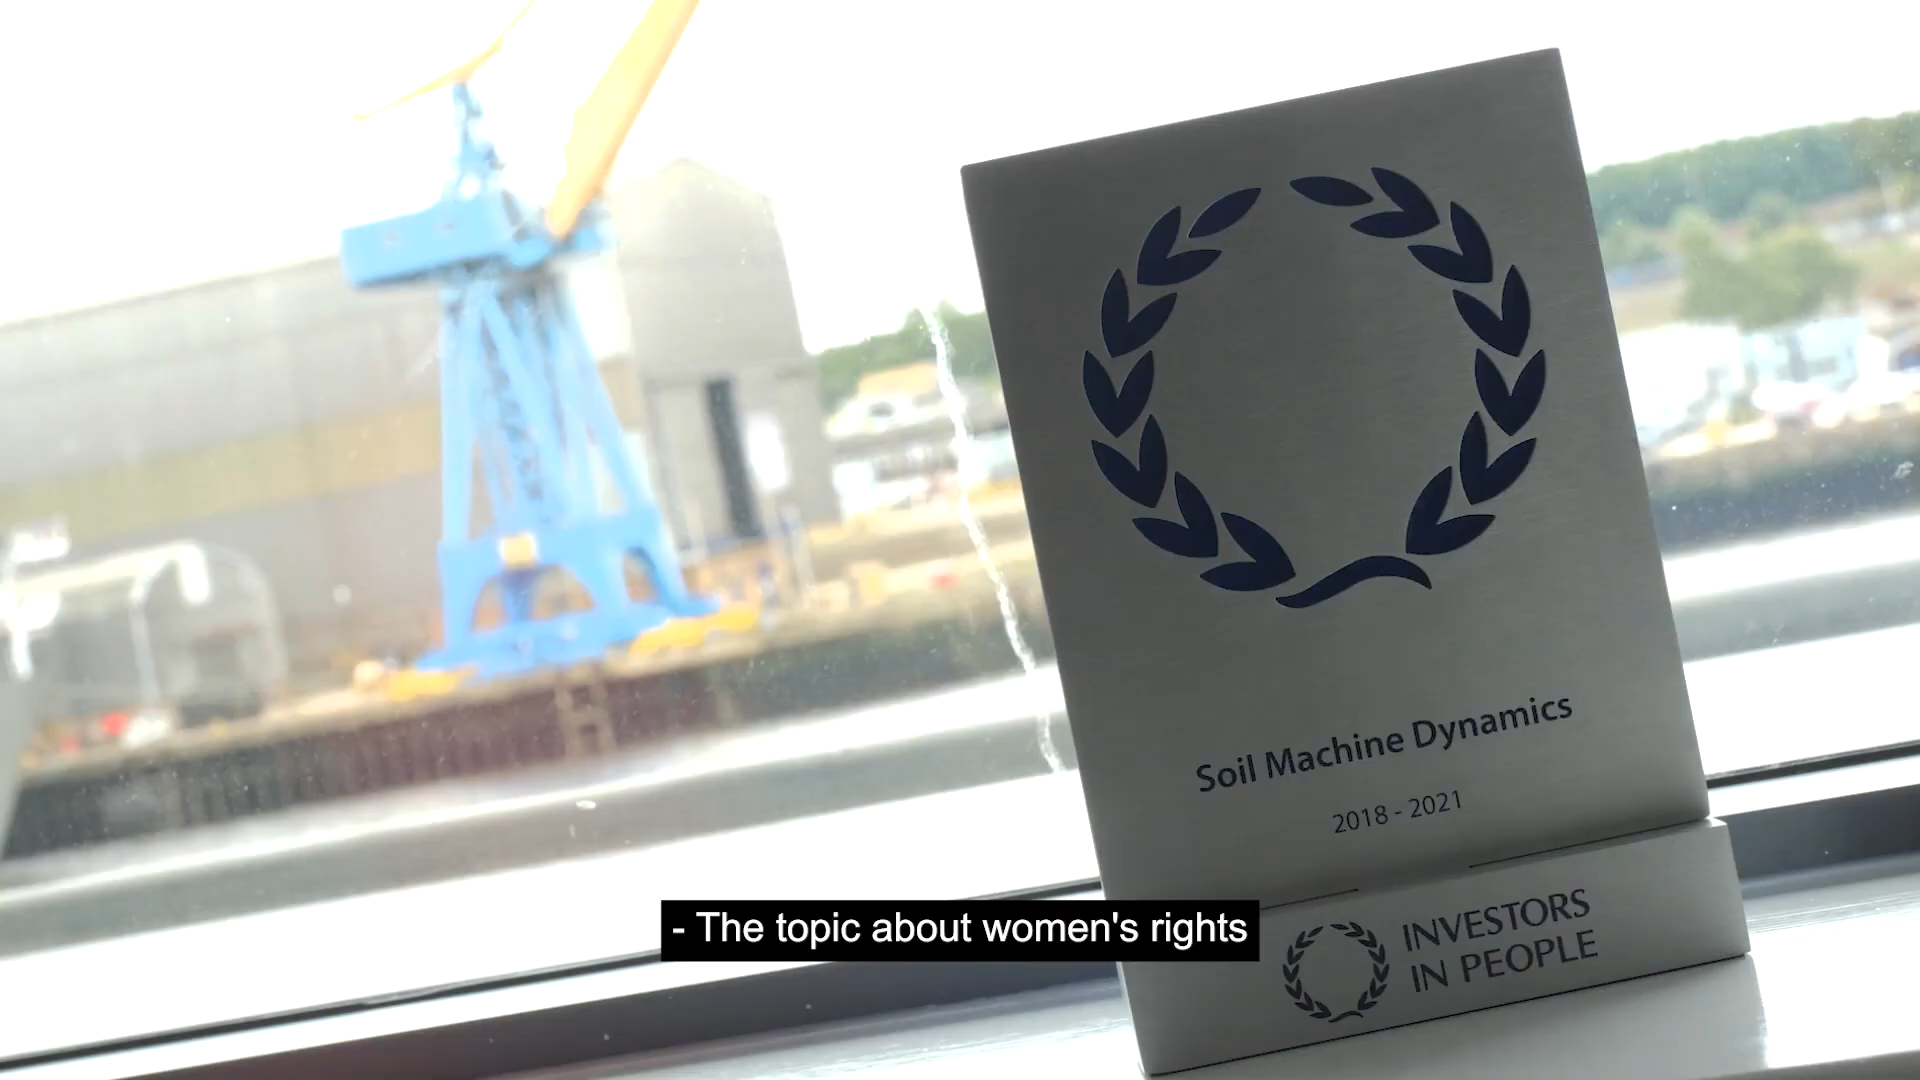 Soil Machine Dynamics
2018 - 2021
INVESTORS
IN PEOPLE
- The topic about women's rights